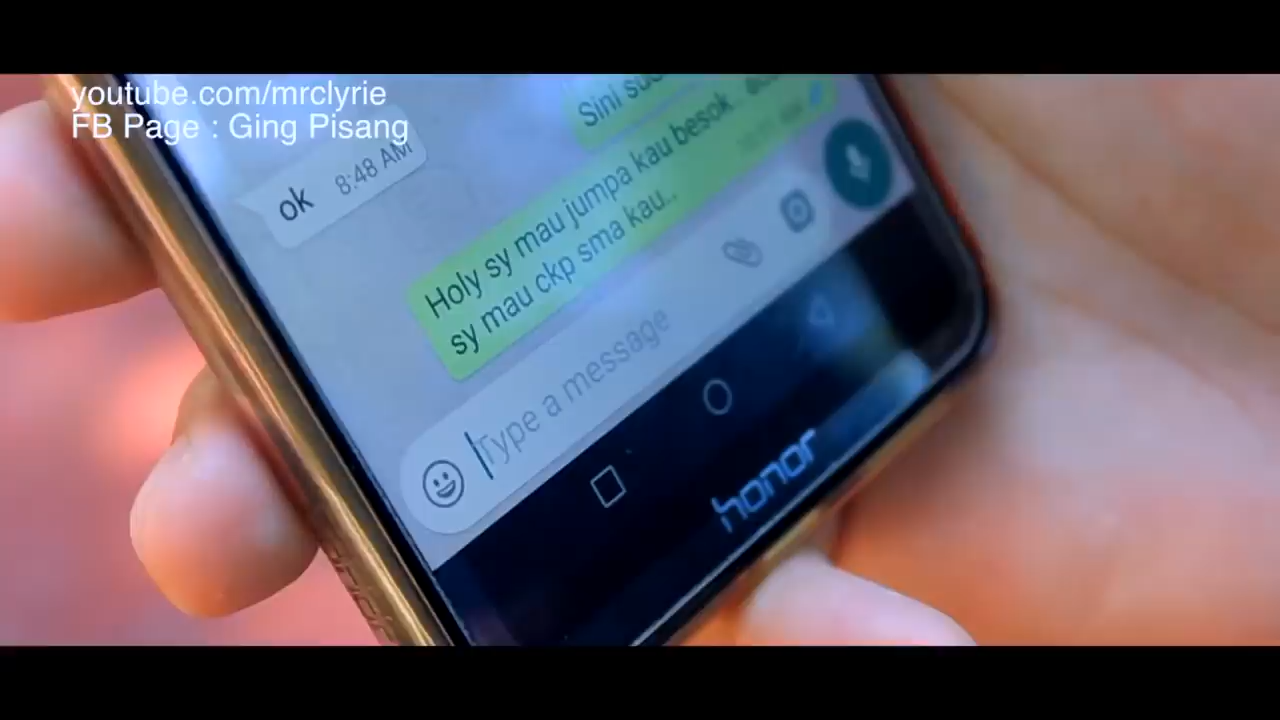 youtube.com/mrclyrie
FB Page : Ging Pisang
Sini
ok 8:48 AM
Holy sy mau jumpa kau besok..
sy mau ckp sma kau..
Type a message
honor